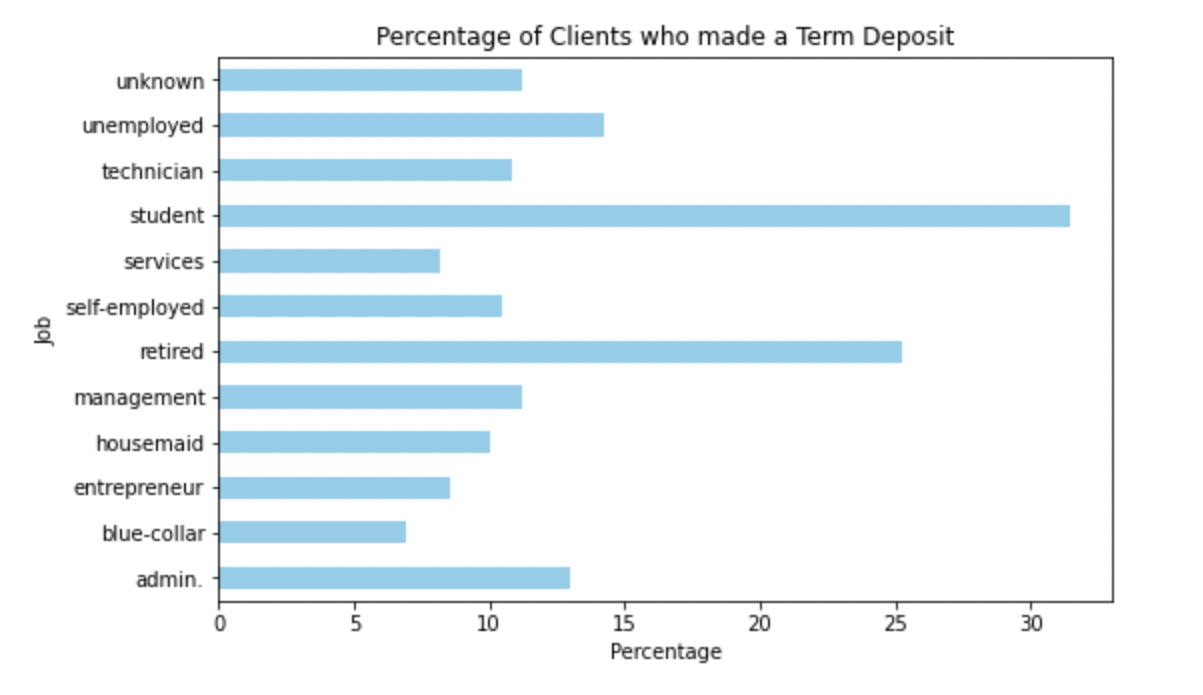 Percentage of Clients who made a Term Deposit
unknown
unemployed
technician
student
services
self-employed
retired
management
housemaid
entrepreneur
blue-collar
admin.
Job
0 5 10 15 20 25 30
Percentage